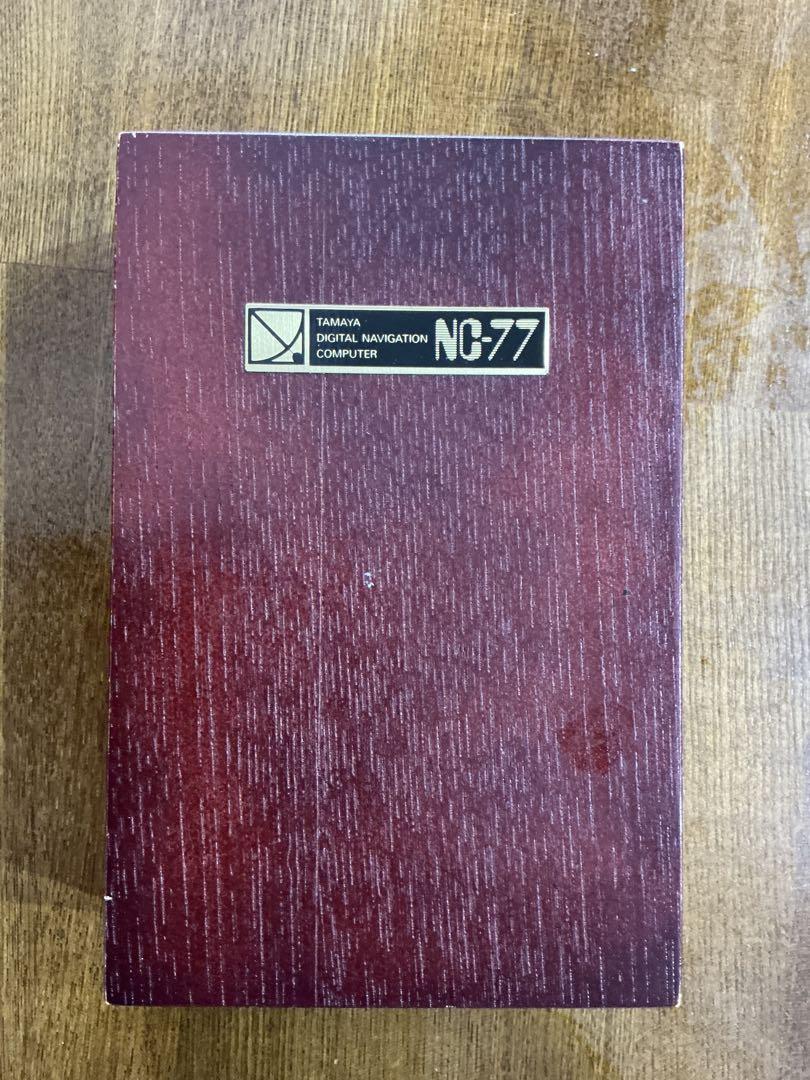 TAMAYA
DIGITAL NAVIGATION
COMPUTER
NC-77